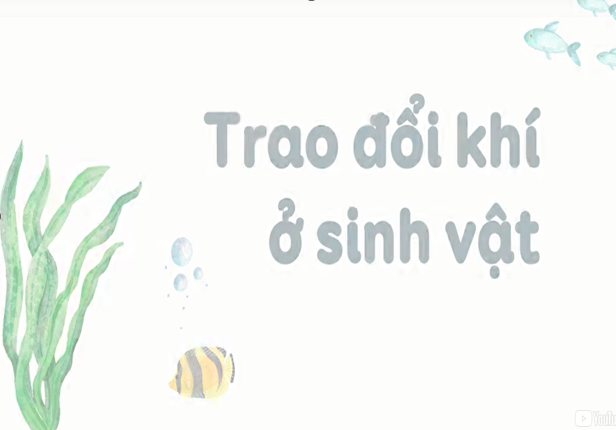 Trao đổi khí
ở sinh vật